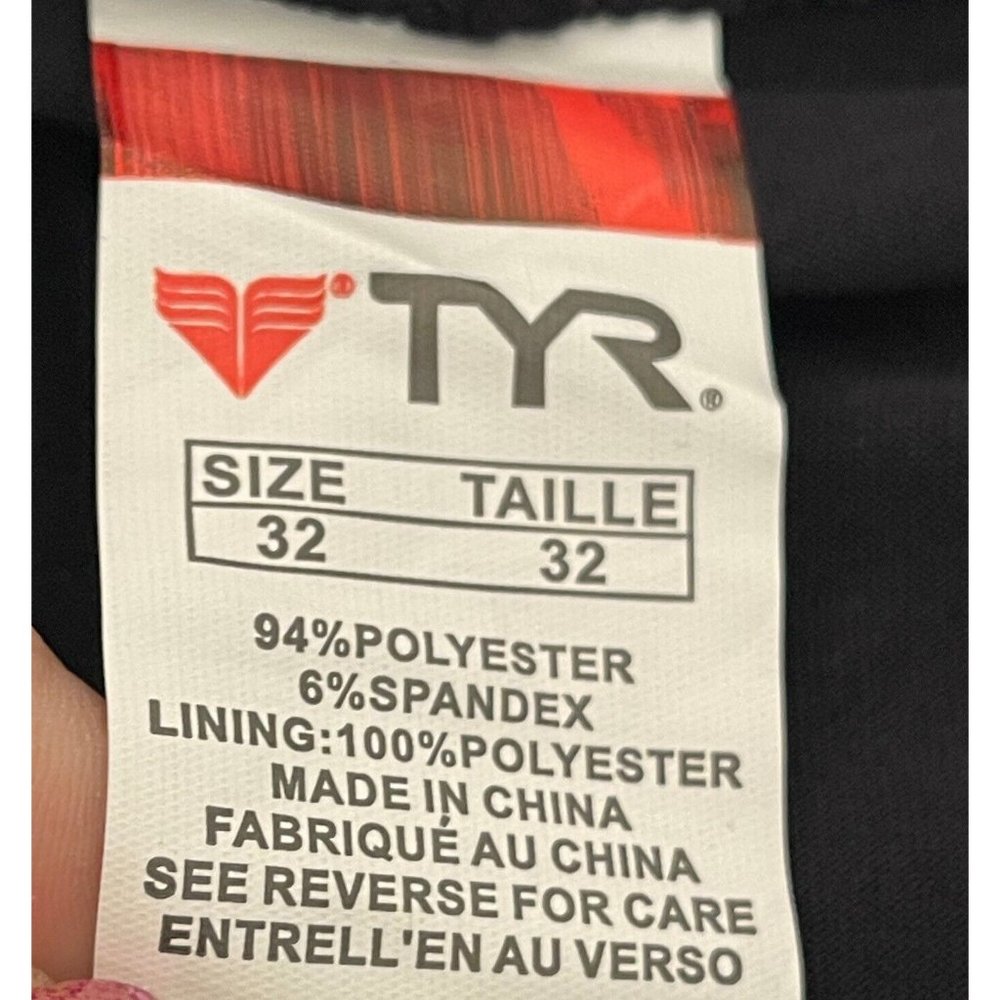 TYR®
SIZE TAILLE
32 32
94%POLYESTER
6%SPANDEX
LINING:100%POLYESTER
MADE IN CHINA
FABRIQUÉ AU CHINA
SEE REVERSE FOR CARE
ENTRELL'EN AU VERSO